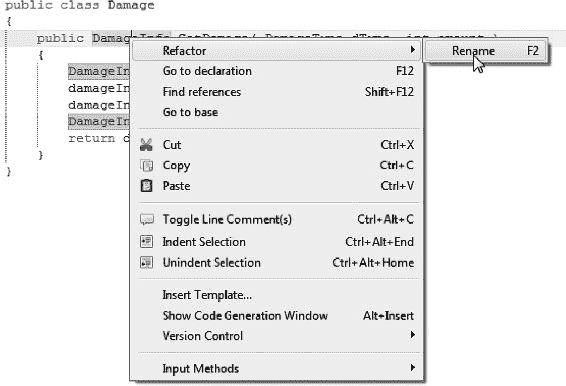 public class Damage
{
public DamageInfo GetDamage( DamageType dType, int amount )
{
DamageIn
damageIn
damageIn
DamageIn
return d
}
}
Refactor
Go to declaration F12
Find references Shift+F12
Go to base
Cut Ctrl+X
Copy Ctrl+C
Paste Ctrl+V
Toggle Line Comment(s) Ctrl+Alt+C
Indent Selection Ctrl+Alt+End
Unindent Selection Ctrl+Alt+Home
Insert Template...
Show Code Generation Window Alt+Insert
Version Control
Input Methods
Rename F2